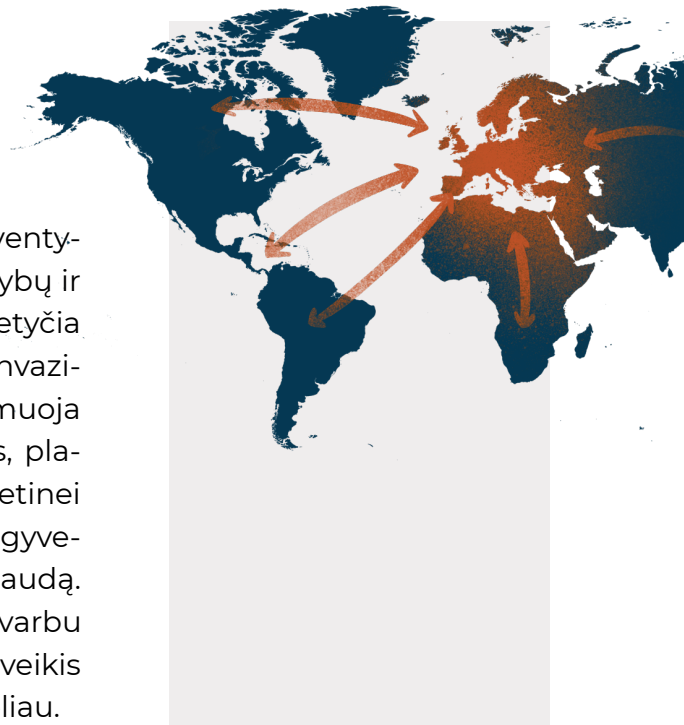 venty-
ybų ir
etyčia
nvazi-
muoja
s, pla-
etinei
gyve-
audą.
varbu
veikis
liau.